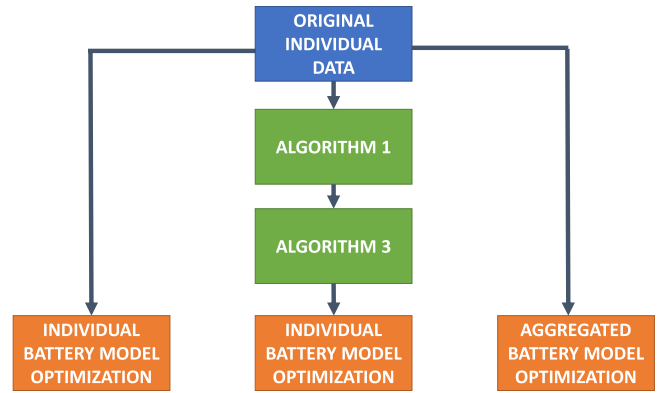 ORIGINAL
INDIVIDUAL
DATA
ALGORITHM 1
ALGORITHM 3
INDIVIDUAL
BATTERY MODEL
OPTIMIZATION
INDIVIDUAL
BATTERY MODEL
OPTIMIZATION
AGGREGATED
BATTERY MODEL
OPTIMIZATION